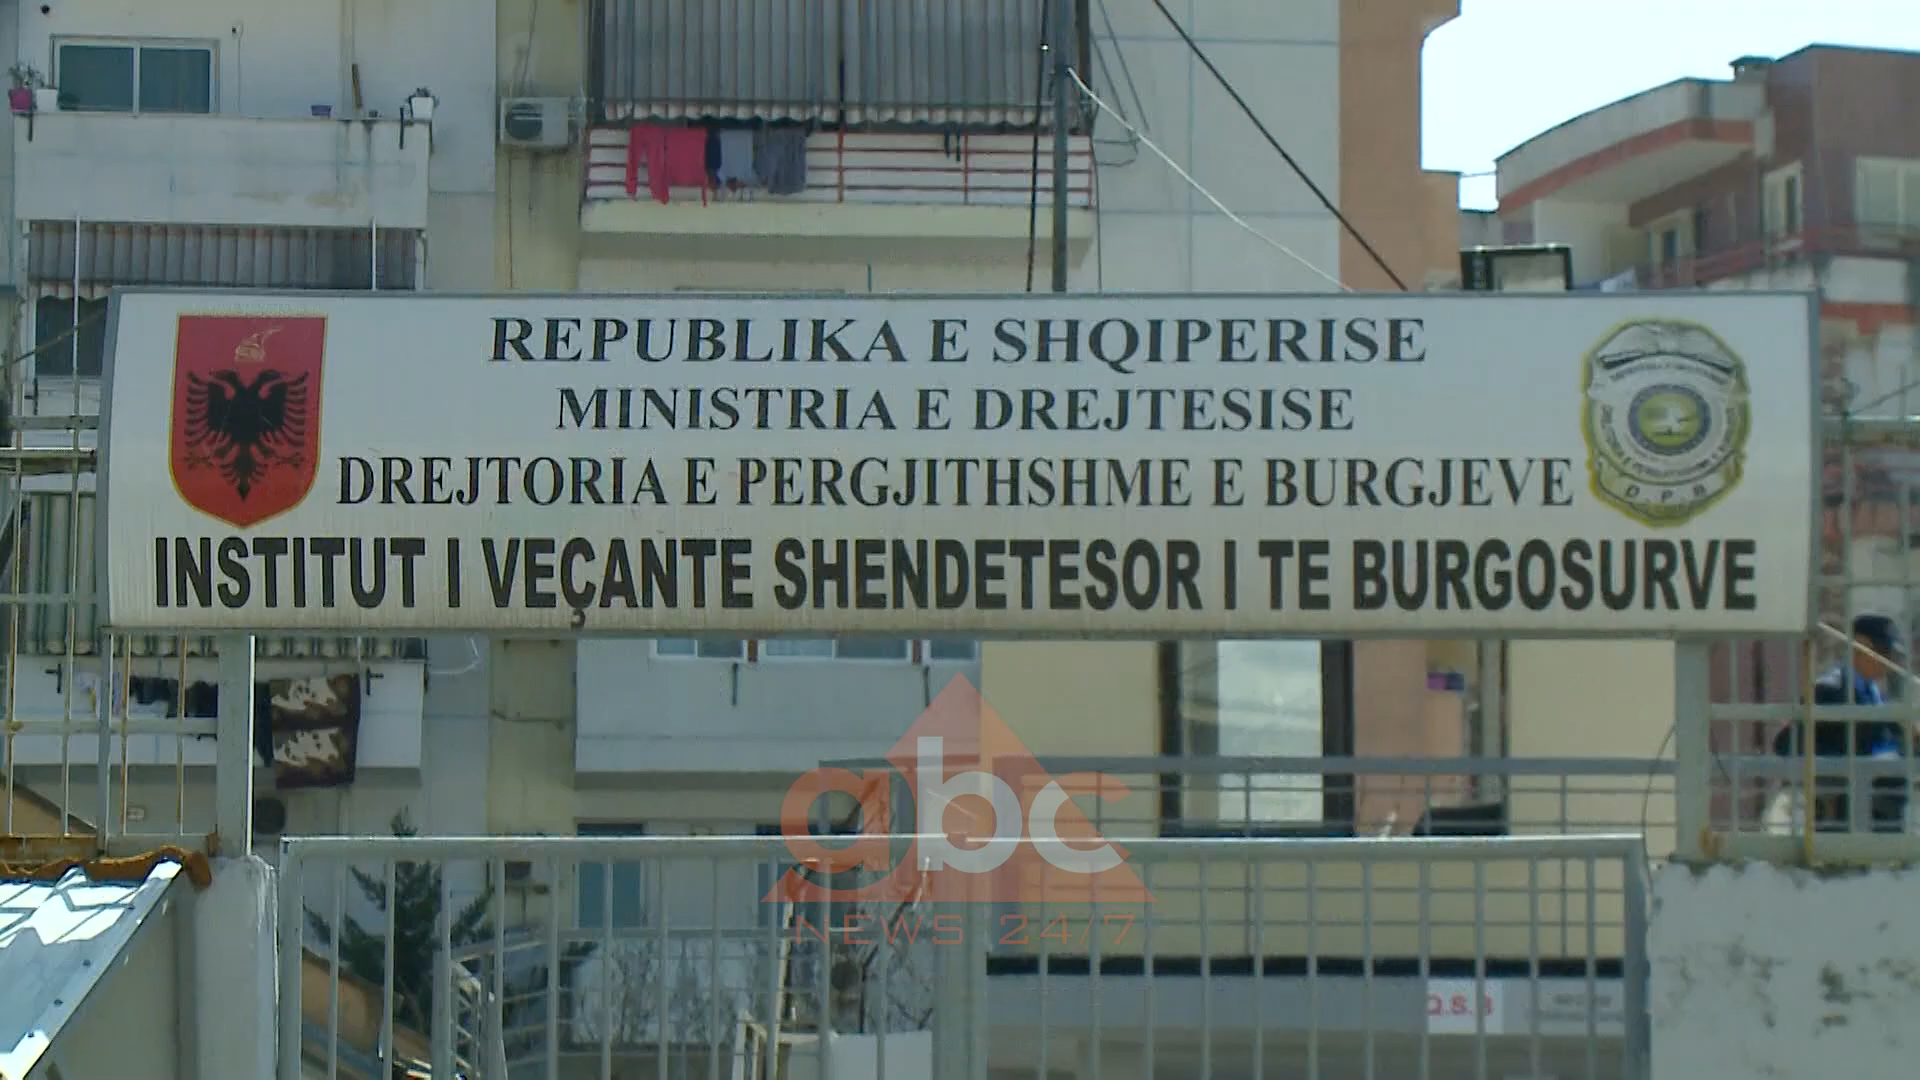 REPUBLIKA E SHQIPERISE
MINISTRIA E DREJTESISE
DREJTORIA E PERGJITHSHME E BURGJEVE
D.P.B
INSTITUT I VEÇANTE SHENDETESOR I TE BURGOSURVE
abc
NEWS 24/7
Q.S.B